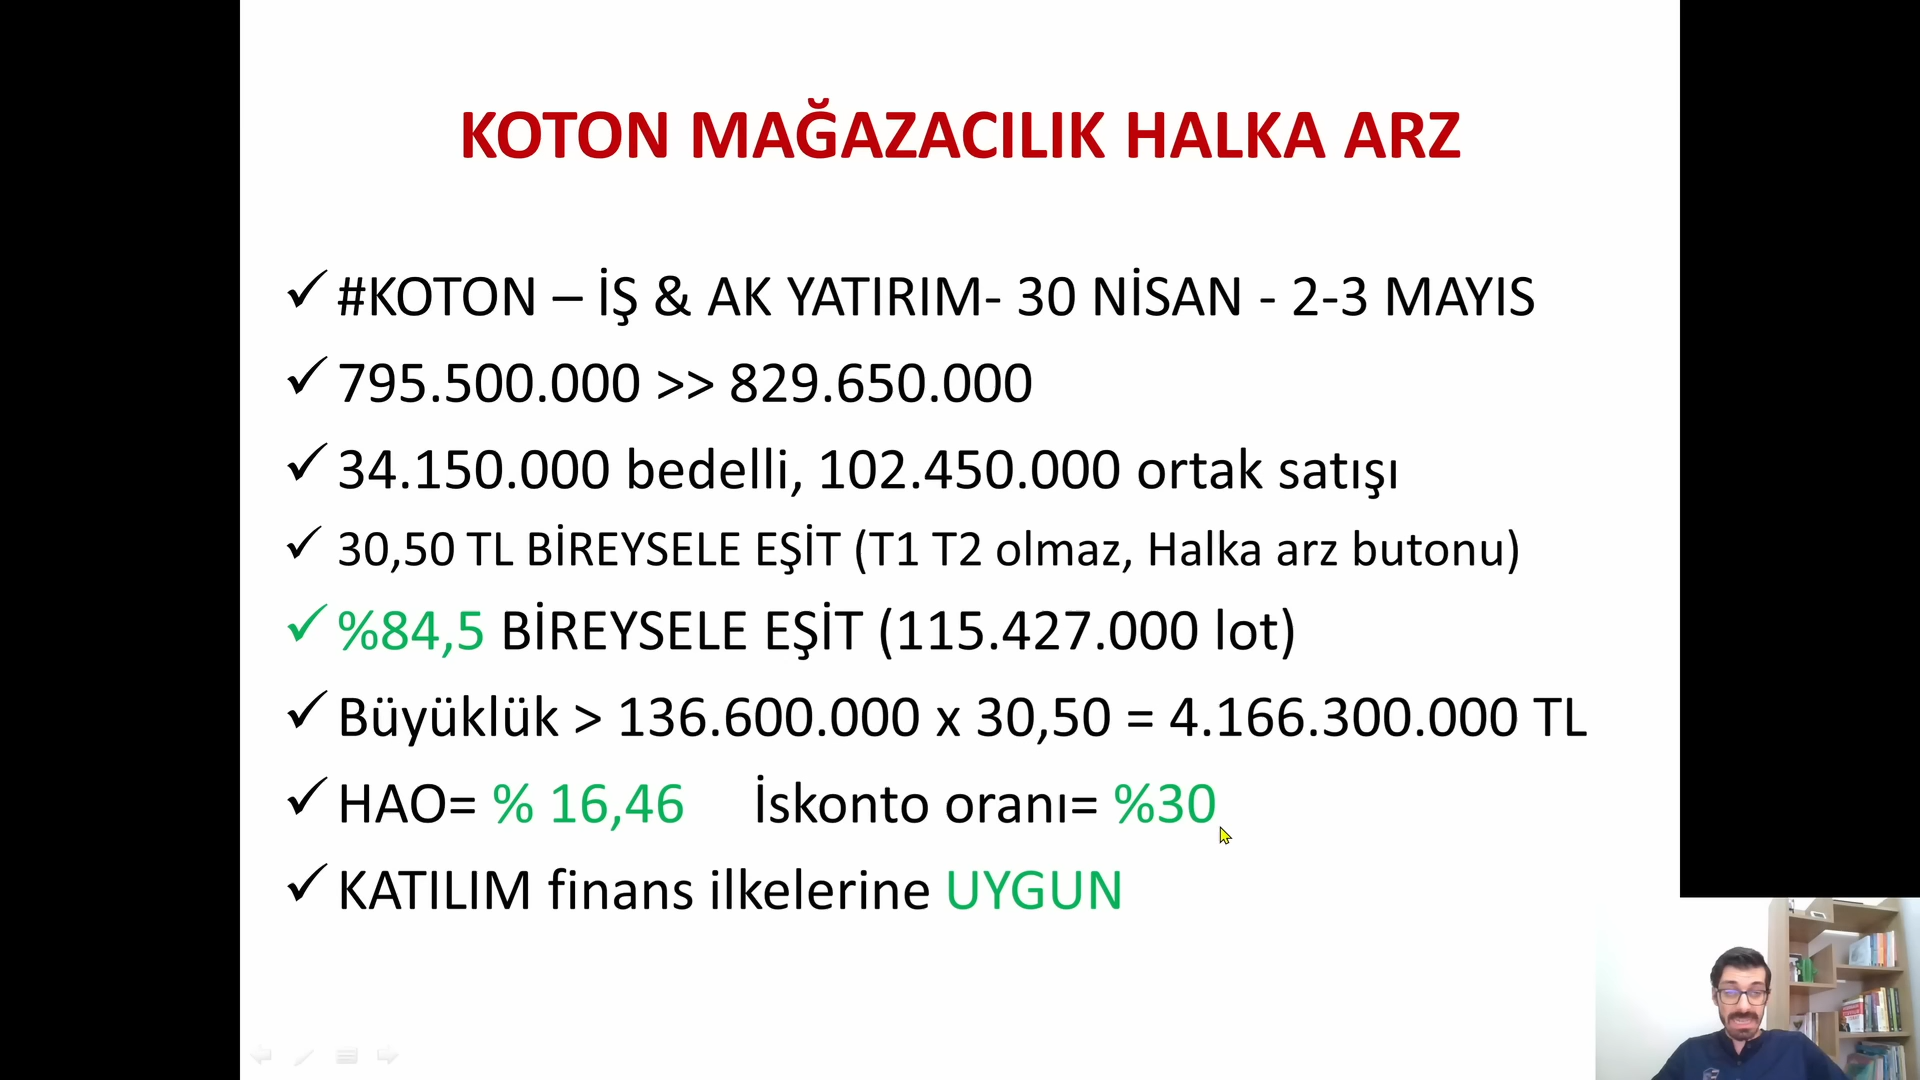 KOTON MAĞAZACILIK HALKA ARZ
#KOTON – İŞ & AK YATIRIM- 30 NİSAN - 2-3 MAYIS
795.500.000 >> 829.650.000
34.150.000 bedelli, 102.450.000 ortak satışı
30,50 TL BİREYSELE EŞİT (T1 T2 olmaz, Halka arz butonu)
%84,5 BİREYSELE EŞİT (115.427.000 lot)
Büyüklük > 136.600.000 x 30,50 = 4.166.300.000 TL
HAO= % 16,46 İskonto oranı= %30
KATILIM finans ilkelerine UYGUN